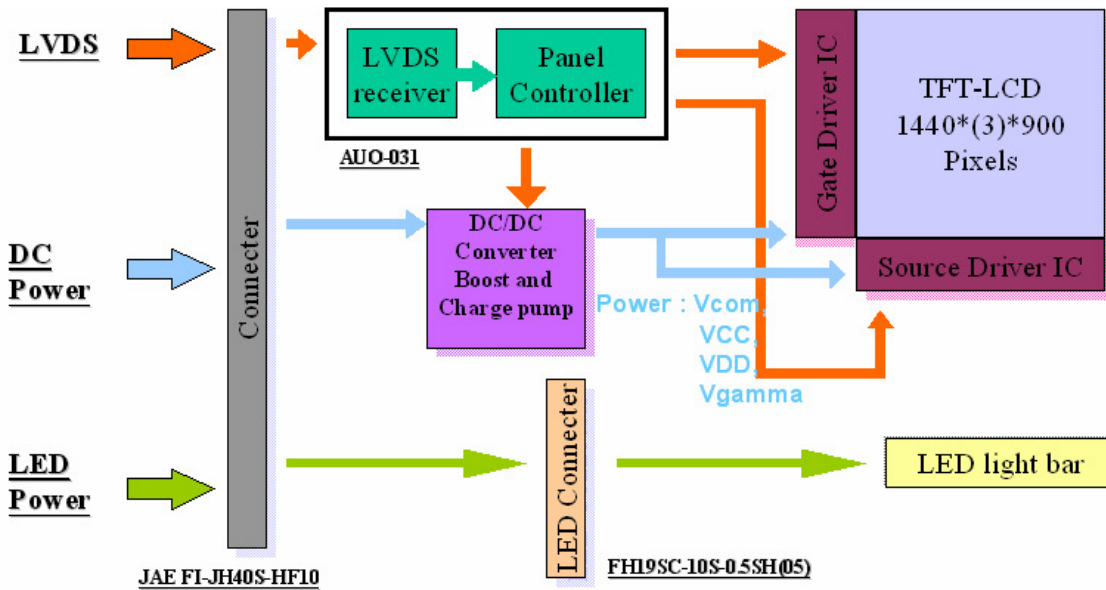 LVDS
DC
Power
LED
Power
Connecter
JAE FI-JH40S-HF10
LVDS
receiver
Panel
Controller
AUO-031
DC/DC
Converter
Boost and
Charge pump
Power : Vcom,
VCC,
VDD,
Vgamma
Gate Driver IC
TFT-LCD
1440*(3)*900
Pixels
Source Driver IC
LED Connecter
FH19SC-10S-0.5SH(05)
LED light bar